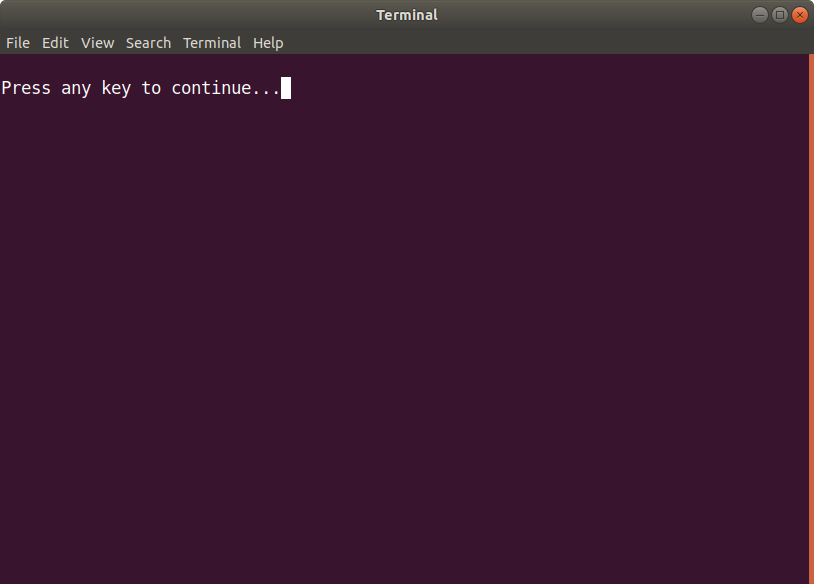 Terminal
File Edit View Search Terminal Help
Press any key to continue...